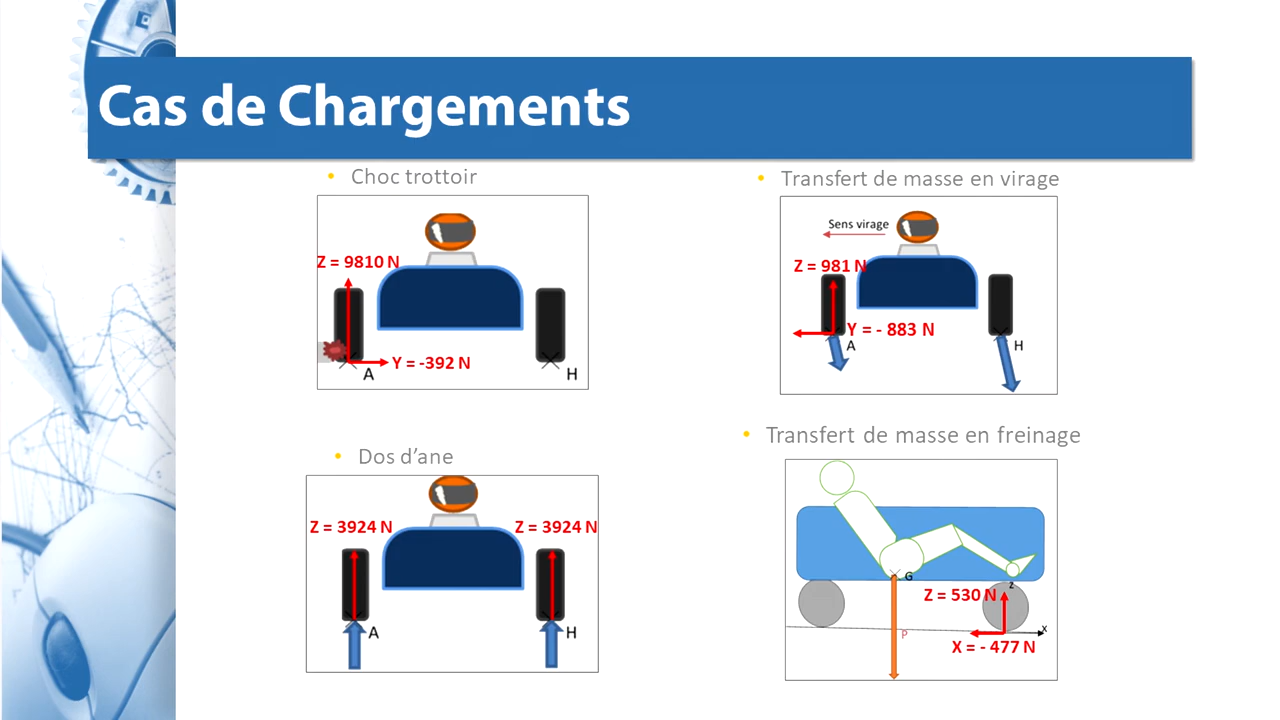 Cas de Chargements
• Choc trottoir
Z = 9810 N
Y = -392 N
A
H
• Transfert de masse en virage
Sens virage
Z = 981 N
Y = - 883 N
A
H
• Dos d’ane
Z = 3924 N
Z = 3924 N
A
H
• Transfert de masse en freinage
G
z
Z = 530 N
x
P
X = - 477 N